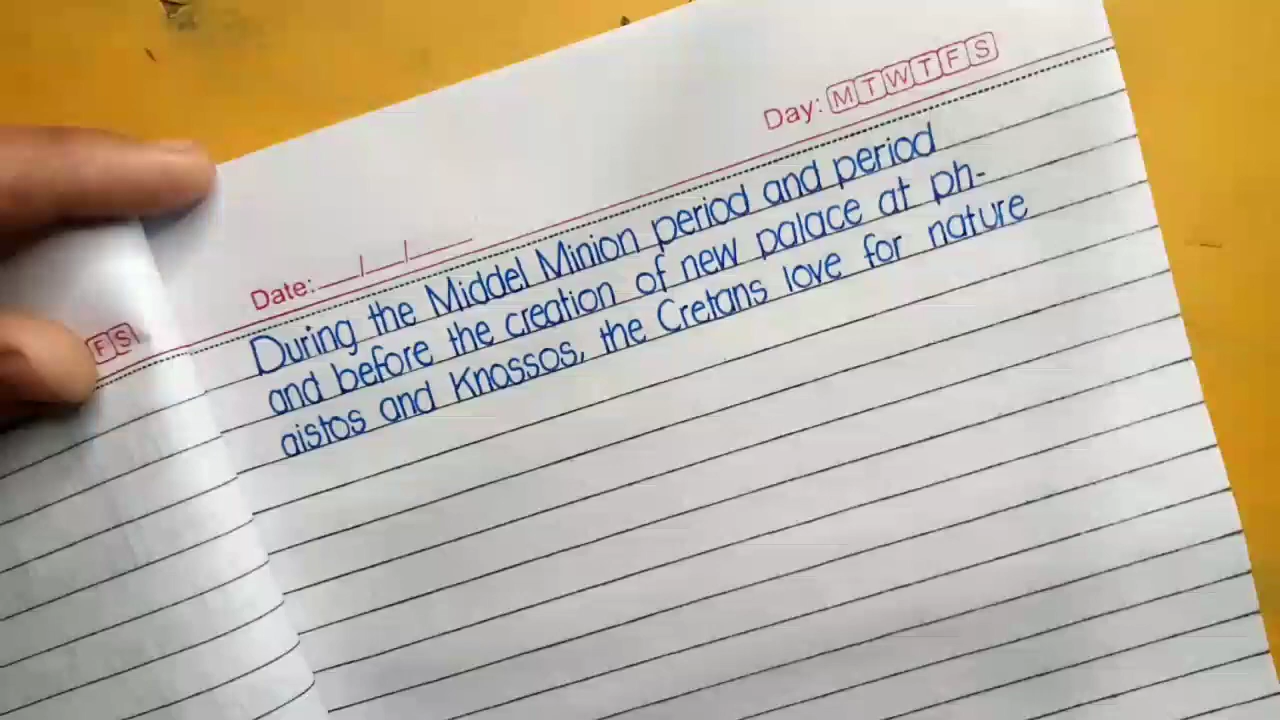 Day: M T W T F S
Date: __/__/____
During the Middel Minion period and period
and before the creation of new palace at ph-
aistos and Knossos, the Cretans love for nature
F S